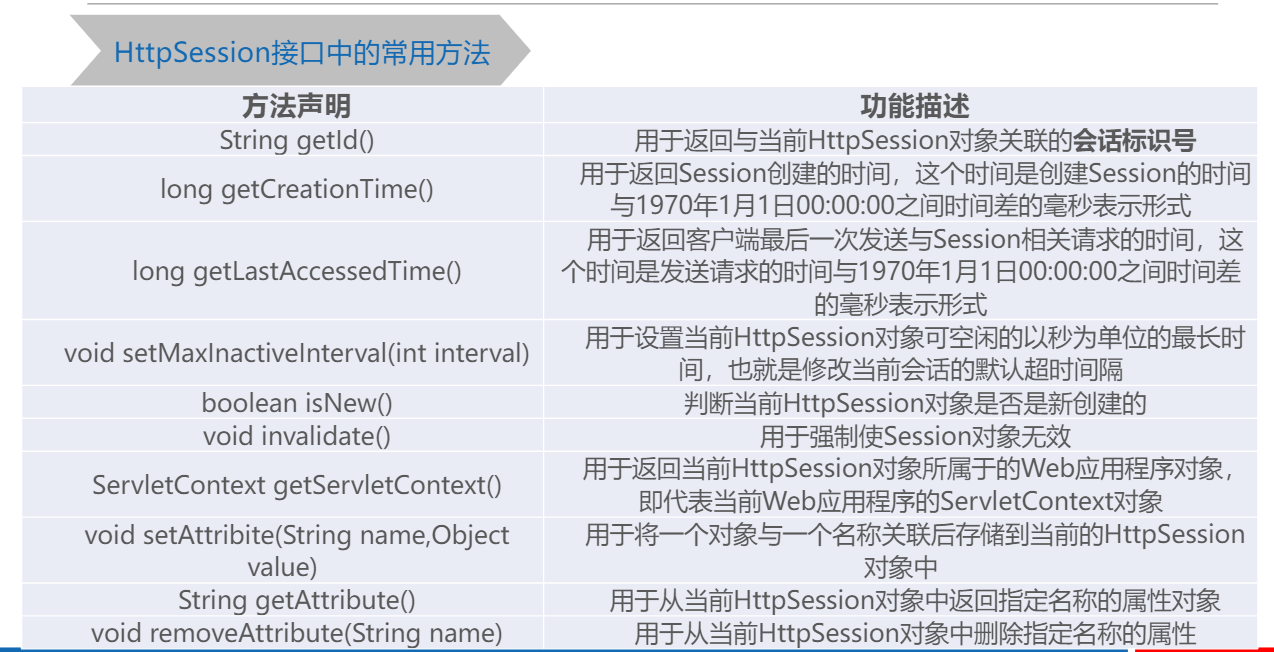 HttpSession接口中的常用方法
方法声明
功能描述
String getId()
用于返回与当前HttpSession对象关联的会话标识号
long getCreationTime()
用于返回Session创建的时间，这个时间是创建Session的时间
与1970年1月1日00:00:00之间时间差的毫秒表示形式
long getLastAccessedTime()
用于返回客户端最后一次发送与Session相关请求的时间，这
个时间是发送请求的时间与1970年1月1日00:00:00之间时间差
的毫秒表示形式
void setMaxInactiveInterval(int interval)
用于设置当前HttpSession对象可空闲的以秒为单位的最长时
间，也就是修改当前会话的默认超时间隔
boolean isNew()
判断当前HttpSession对象是否是新创建的
void invalidate()
用于强制使Session对象无效
ServletContext getServletContext()
用于返回当前HttpSession对象所属于的Web应用程序对象，
即代表当前Web应用程序的ServletContext对象
void setAttribite(String name,Object
value)
用于将一个对象与一个名称关联后存储到当前的HttpSession
对象中
String getAttribute()
用于从当前HttpSession对象中返回指定名称的属性对象
void removeAttribute(String name)
用于从当前HttpSession对象中删除指定名称的属性